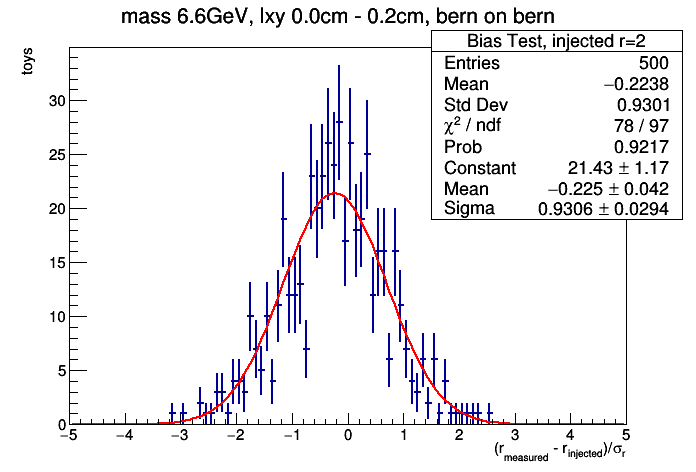 mass 6.6GeV, lxy 0.0cm - 0.2cm, bern on bern
Bias Test, injected r=2
Entries 500
Mean −0.2238
Std Dev 0.9301
χ² / ndf 78 / 97
Prob 0.9217
Constant 21.43 ± 1.17
Mean −0.225 ± 0.042
Sigma 0.9306 ± 0.0294
toys
30
25
20
15
10
5
0
−5 −4 −3 −2 −1 0 1 2 3 4 5
(r_measured - r_injected)/σ_r